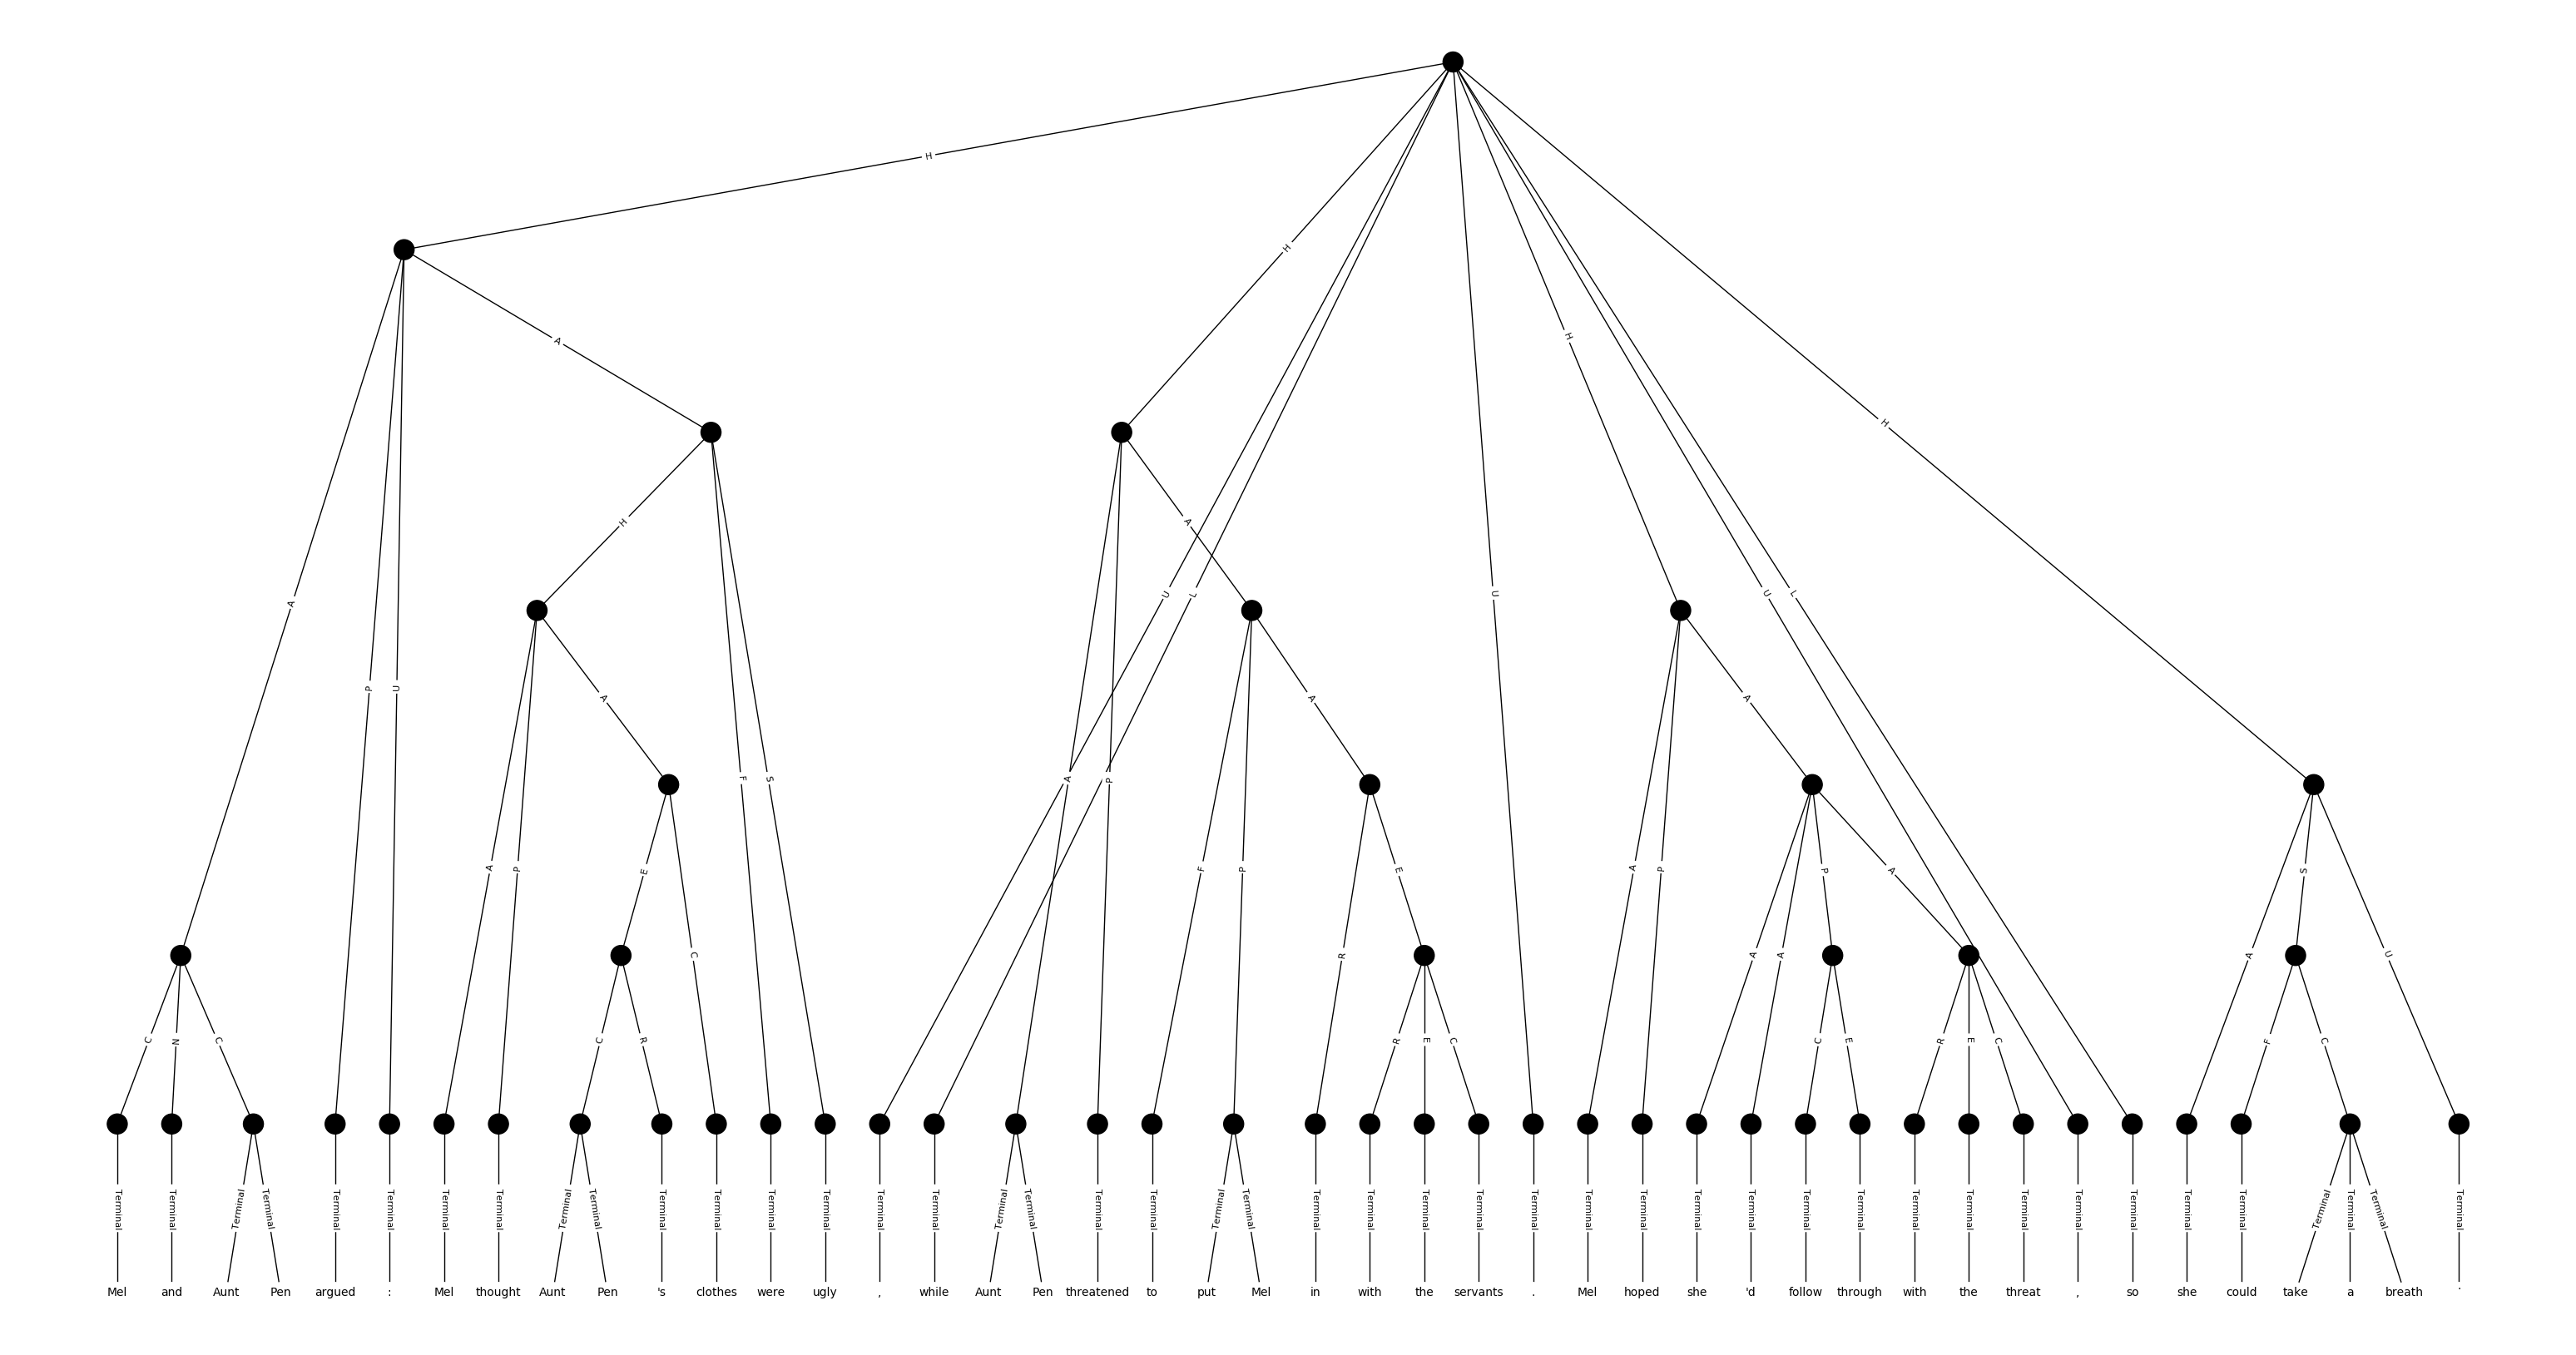 H
H
A
H
H
A
H
A
A
U
L
U
U
L
P
U
A
A
A
F
S
A
P
A
P
F
P
A
P
P
A
S
E
E
C
R
A
A
A
U
C
N
C
C
R
R
E
C
C
E
R
E
C
F
C
Terminal Terminal Terminal Terminal Terminal Terminal Terminal Terminal Terminal Terminal Terminal Terminal Terminal Terminal Terminal Terminal Terminal Terminal Terminal Terminal Terminal Terminal Terminal Terminal Terminal Terminal Terminal Terminal Terminal Terminal Terminal Terminal Terminal Terminal Terminal Terminal Terminal Terminal Terminal Terminal Terminal Terminal Terminal
Mel and Aunt Pen argued : Mel thought Aunt Pen 's clothes were ugly , while Aunt Pen threatened to put Mel in with the servants . Mel hoped she 'd follow through with the threat , so she could take a breath .